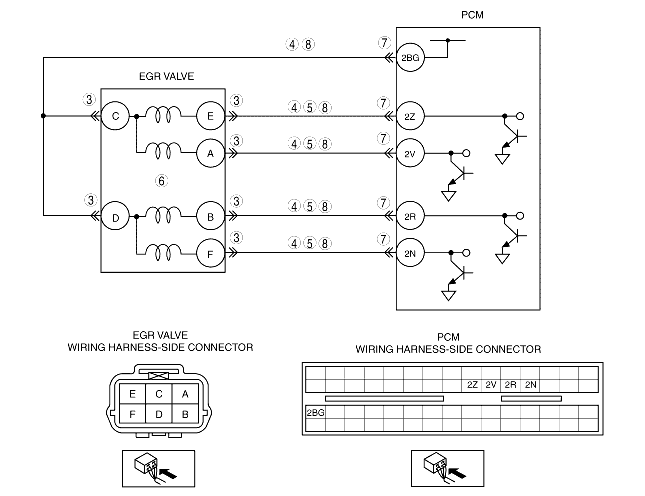 PCM
④ ⑧ ⑦ 2BG
EGR VALVE
③ C E ③ ④ ⑤ ⑧ ⑦ 2Z
A ③ ④ ⑤ ⑧ ⑦ 2V
⑥
③ D B ③ ④ ⑤ ⑧ ⑦ 2R
F ③ ④ ⑤ ⑧ ⑦ 2N
EGR VALVE
WIRING HARNESS-SIDE CONNECTOR
E C A
F D B
PCM
WIRING HARNESS-SIDE CONNECTOR
2Z 2V 2R 2N
2BG